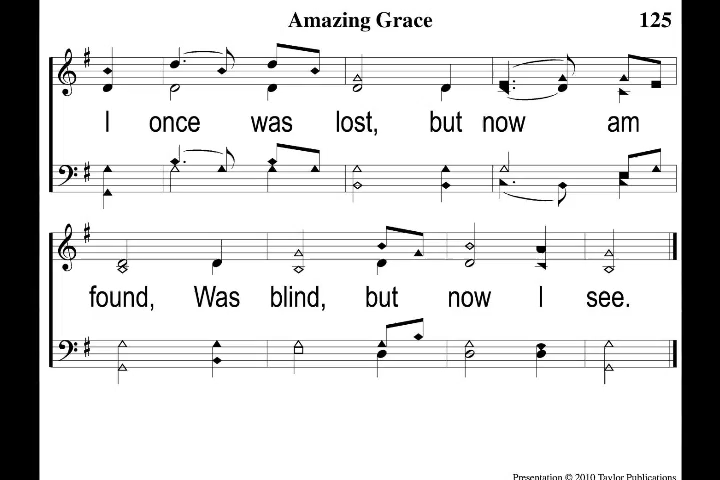 Amazing Grace 125
I once was lost, but now am
found, Was blind, but now I see.
Presentation © 2010 Taylor Publications